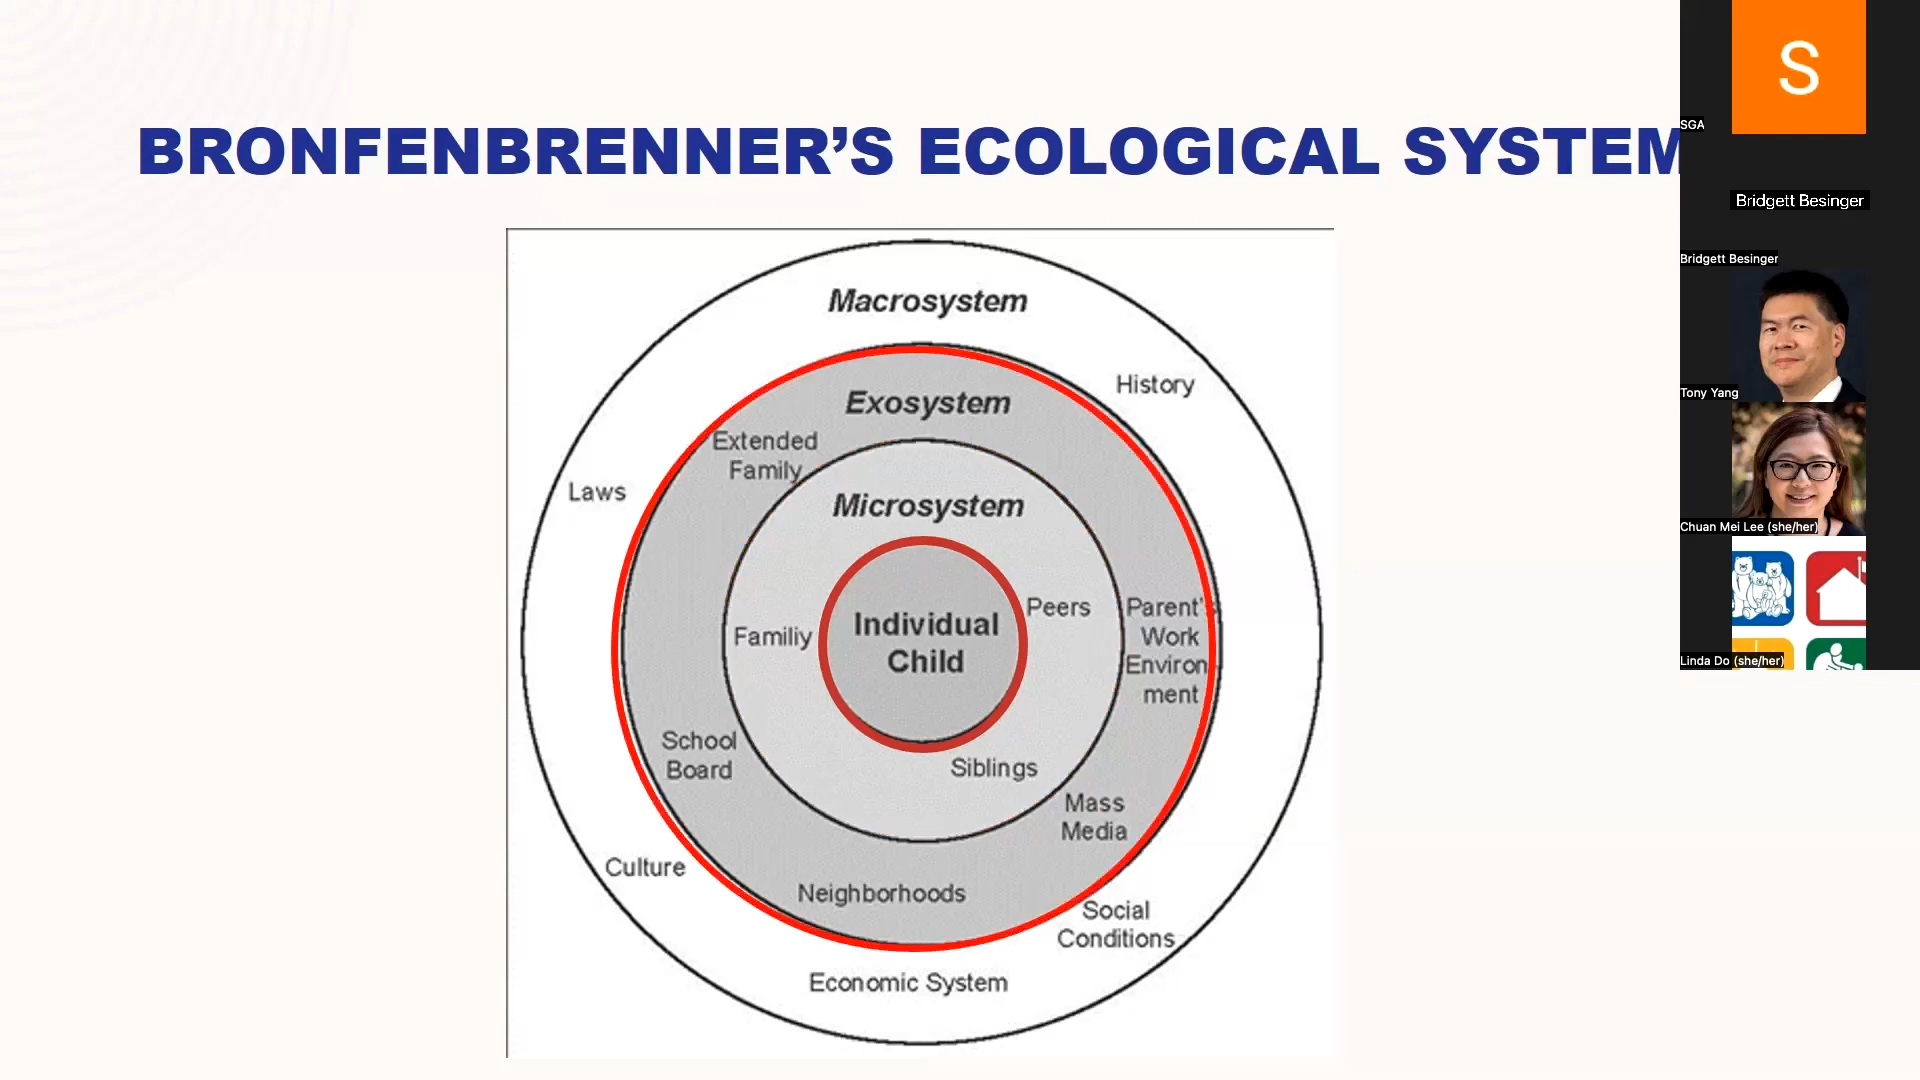 BRONFENBRENNER’S ECOLOGICAL SYSTEM
Macrosystem
History
Exosystem
Extended
Family
Laws
Microsystem
Peers
Parent's
Work
Environ
ment
Familiy
Individual
Child
School
Board
Siblings
Mass
Media
Culture
Neighborhoods
Social
Conditions
Economic System
S
SGA
Bridgett Besinger
Bridgett Besinger
Tony Yang
Chuan Mei Lee (she/her)
Linda Do (she/her)